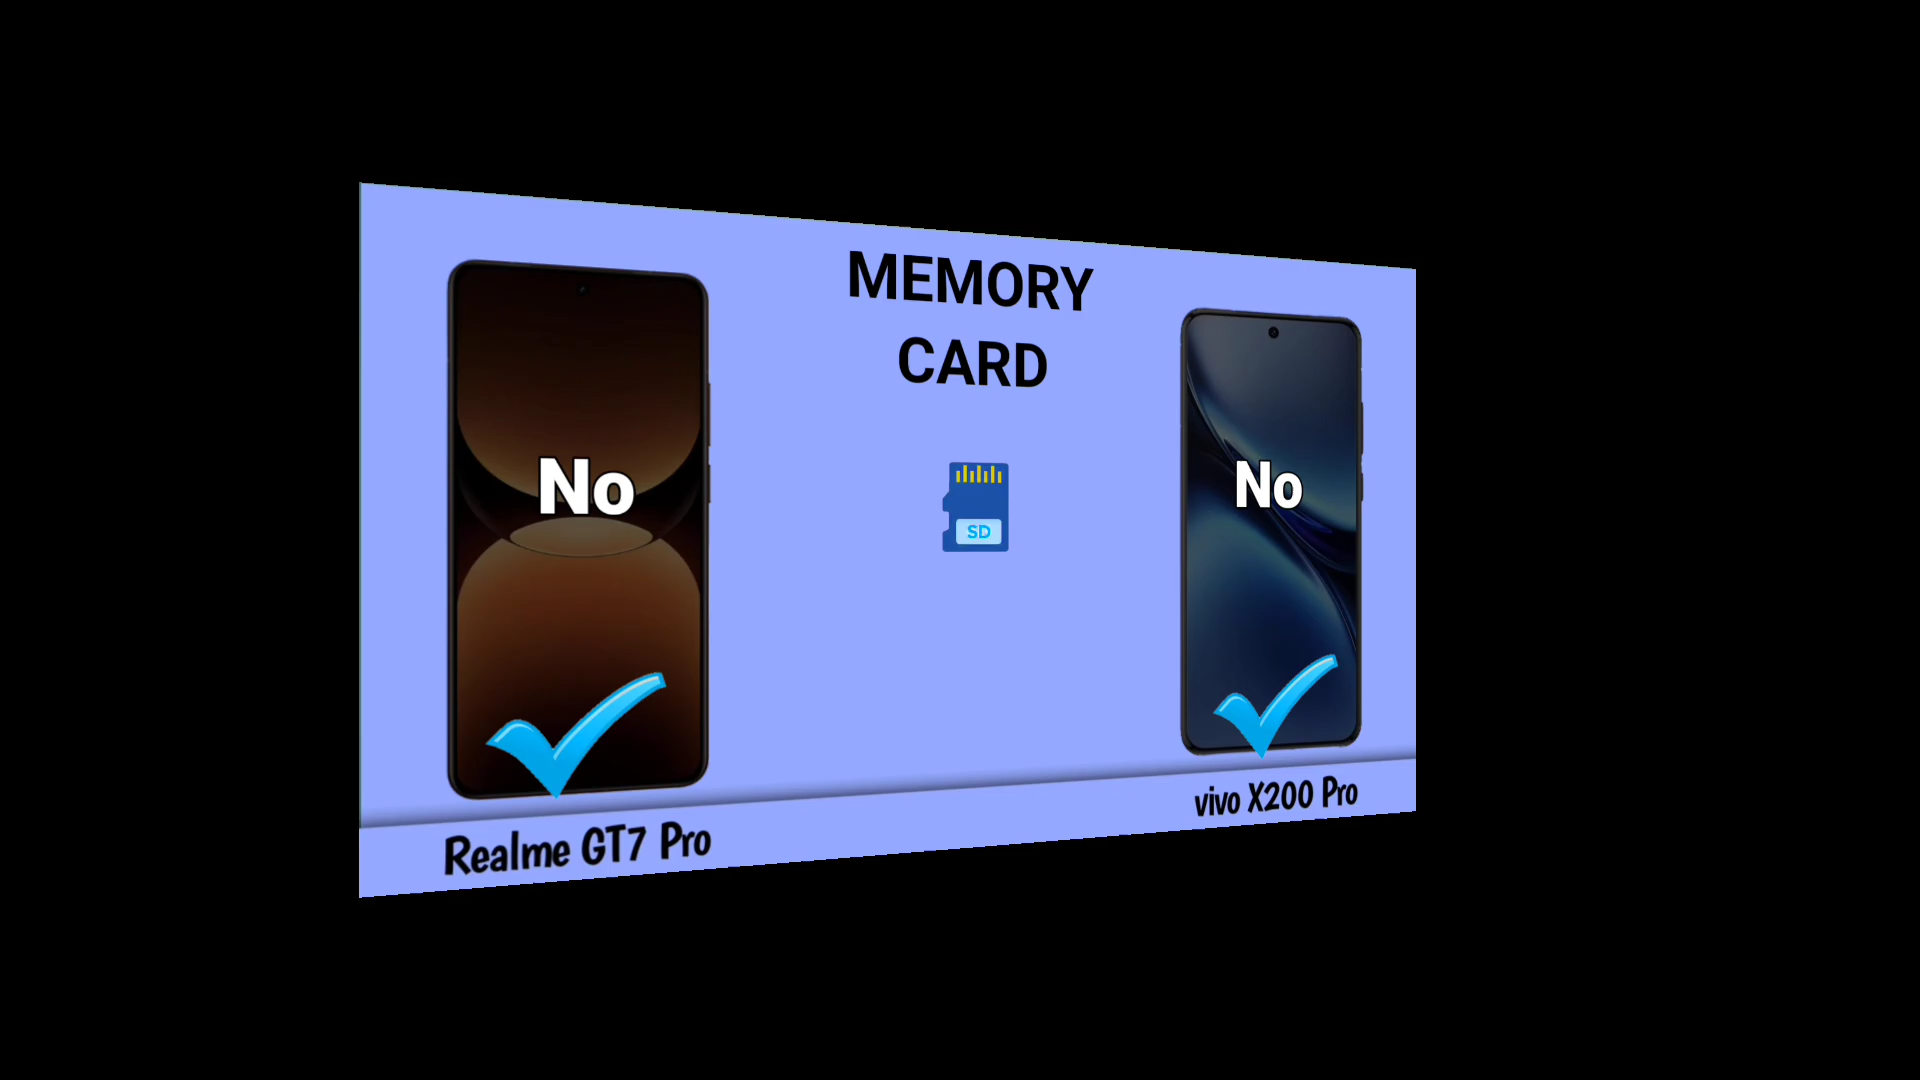 MEMORY
CARD
No
No
SD
Realme GT7 Pro
vivo X200 Pro